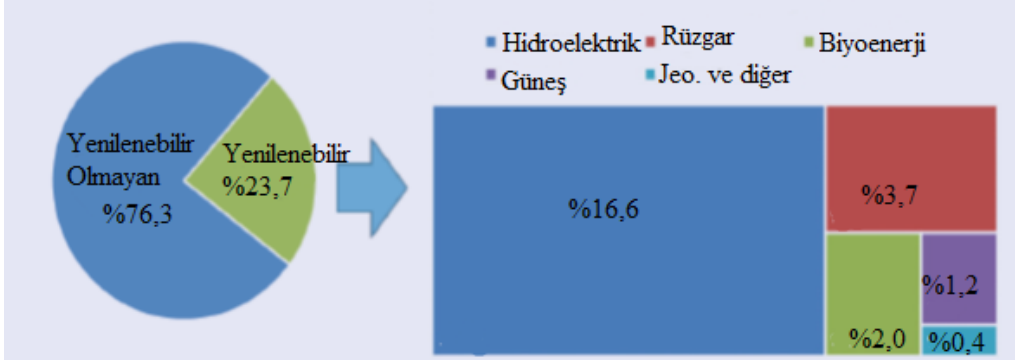 Hidroelektrik Rüzgar Biyoenerji
Güneş Jeo. ve diğer
Yenilenebilir
Olmayan
%76,3
Yenilenebilir
%23,7
%16,6
%3,7
%2,0
%1,2
%0,4